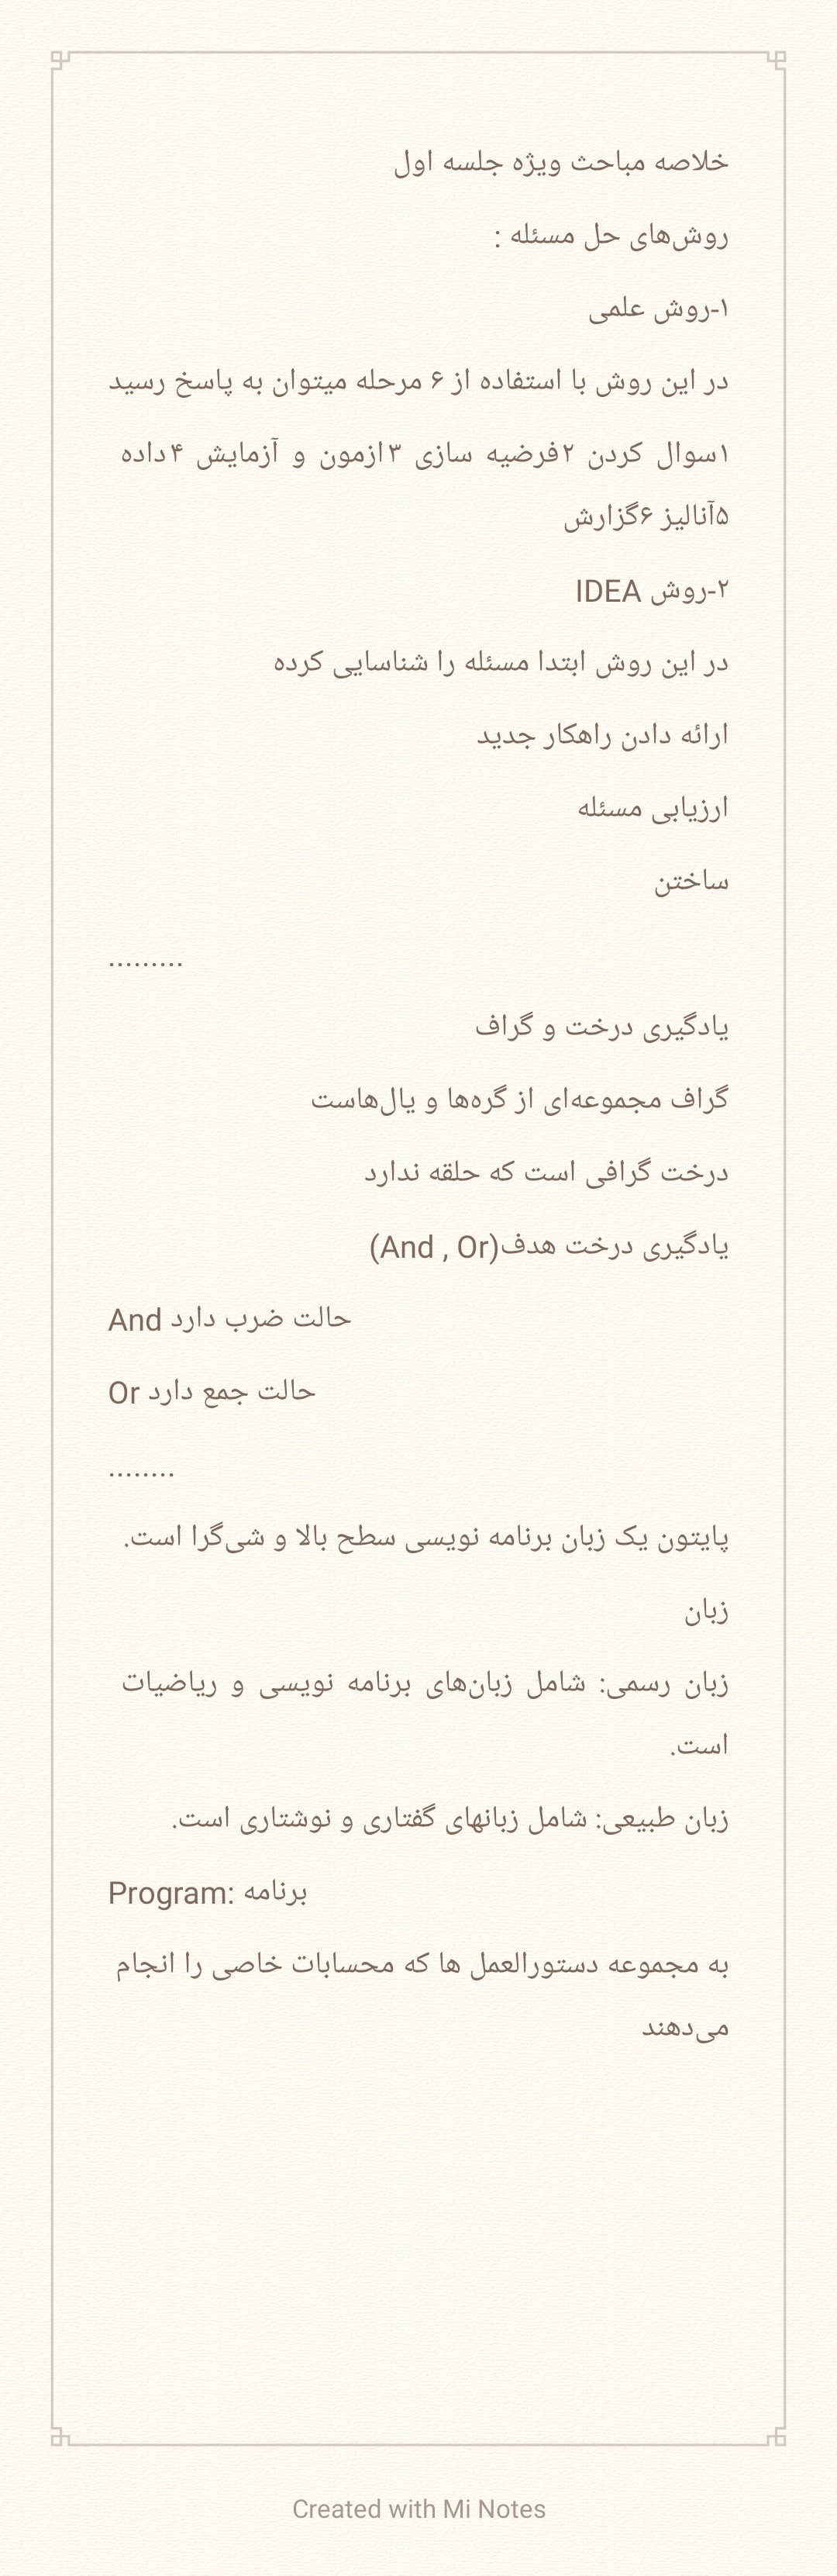 خلاصه مباحث ویژه جلسه اول
روش‌های حل مسئله :
۱-روش علمی
در این روش با استفاده از ۶ مرحله میتوان به پاسخ رسید
۱سوال کردن ۲فرضیه سازی ۳ازمون و آزمایش ۴داده
۵آنالیز ۶گزارش
۲-روش IDEA
در این روش ابتدا مسئله را شناسایی کرده
ارائه دادن راهکار جدید
ارزیابی مسئله
ساختن
.........
یادگیری درخت و گراف
گراف مجموعه‌ای از گره‌ها و یال‌هاست
درخت گرافی است که حلقه ندارد
یادگیری درخت هدف(And , Or)
And حالت ضرب دارد
Or حالت جمع دارد
........
پایتون یک زبان برنامه نویسی سطح بالا و شی‌گرا است.
زبان
زبان رسمی: شامل زبان‌های برنامه نویسی و ریاضیات
است.
زبان طبیعی: شامل زبانهای گفتاری و نوشتاری است.
Program: برنامه
به مجموعه دستورالعمل ها که محسابات خاصی را انجام
می‌دهند
Created with Mi Notes